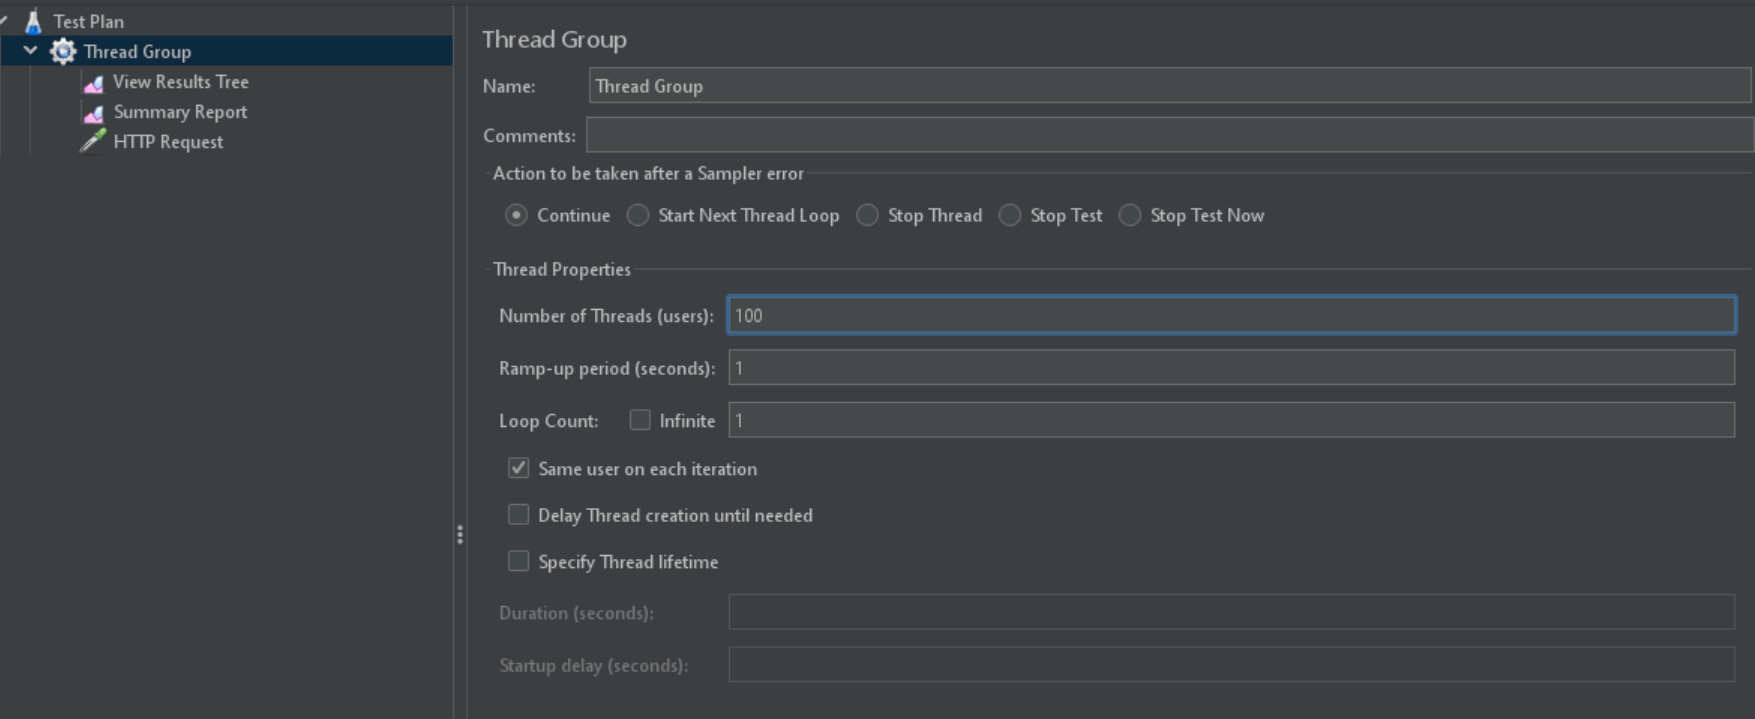 Test Plan
Thread Group
View Results Tree
Summary Report
HTTP Request
Thread Group
Name: Thread Group
Comments:
Action to be taken after a Sampler error
Continue Start Next Thread Loop Stop Thread Stop Test Stop Test Now
Thread Properties
Number of Threads (users): 100
Ramp-up period (seconds): 1
Loop Count: Infinite 1
Same user on each iteration
Delay Thread creation until needed
Specify Thread lifetime
Duration (seconds):
Startup delay (seconds):